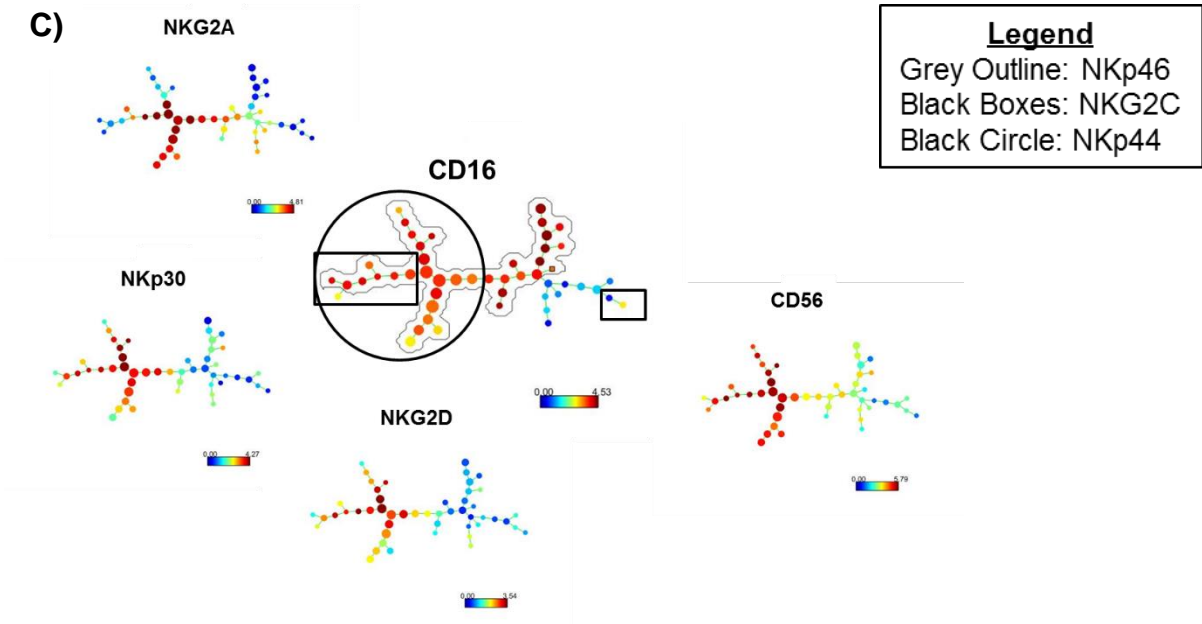 C)
NKG2A
Legend
Grey Outline: NKp46
Black Boxes: NKG2C
Black Circle: NKp44
CD16
0.00 4.81
NKp30
CD56
0.00 4.53
NKG2D
0.00 4.27
0.00 5.79
0.00 3.54